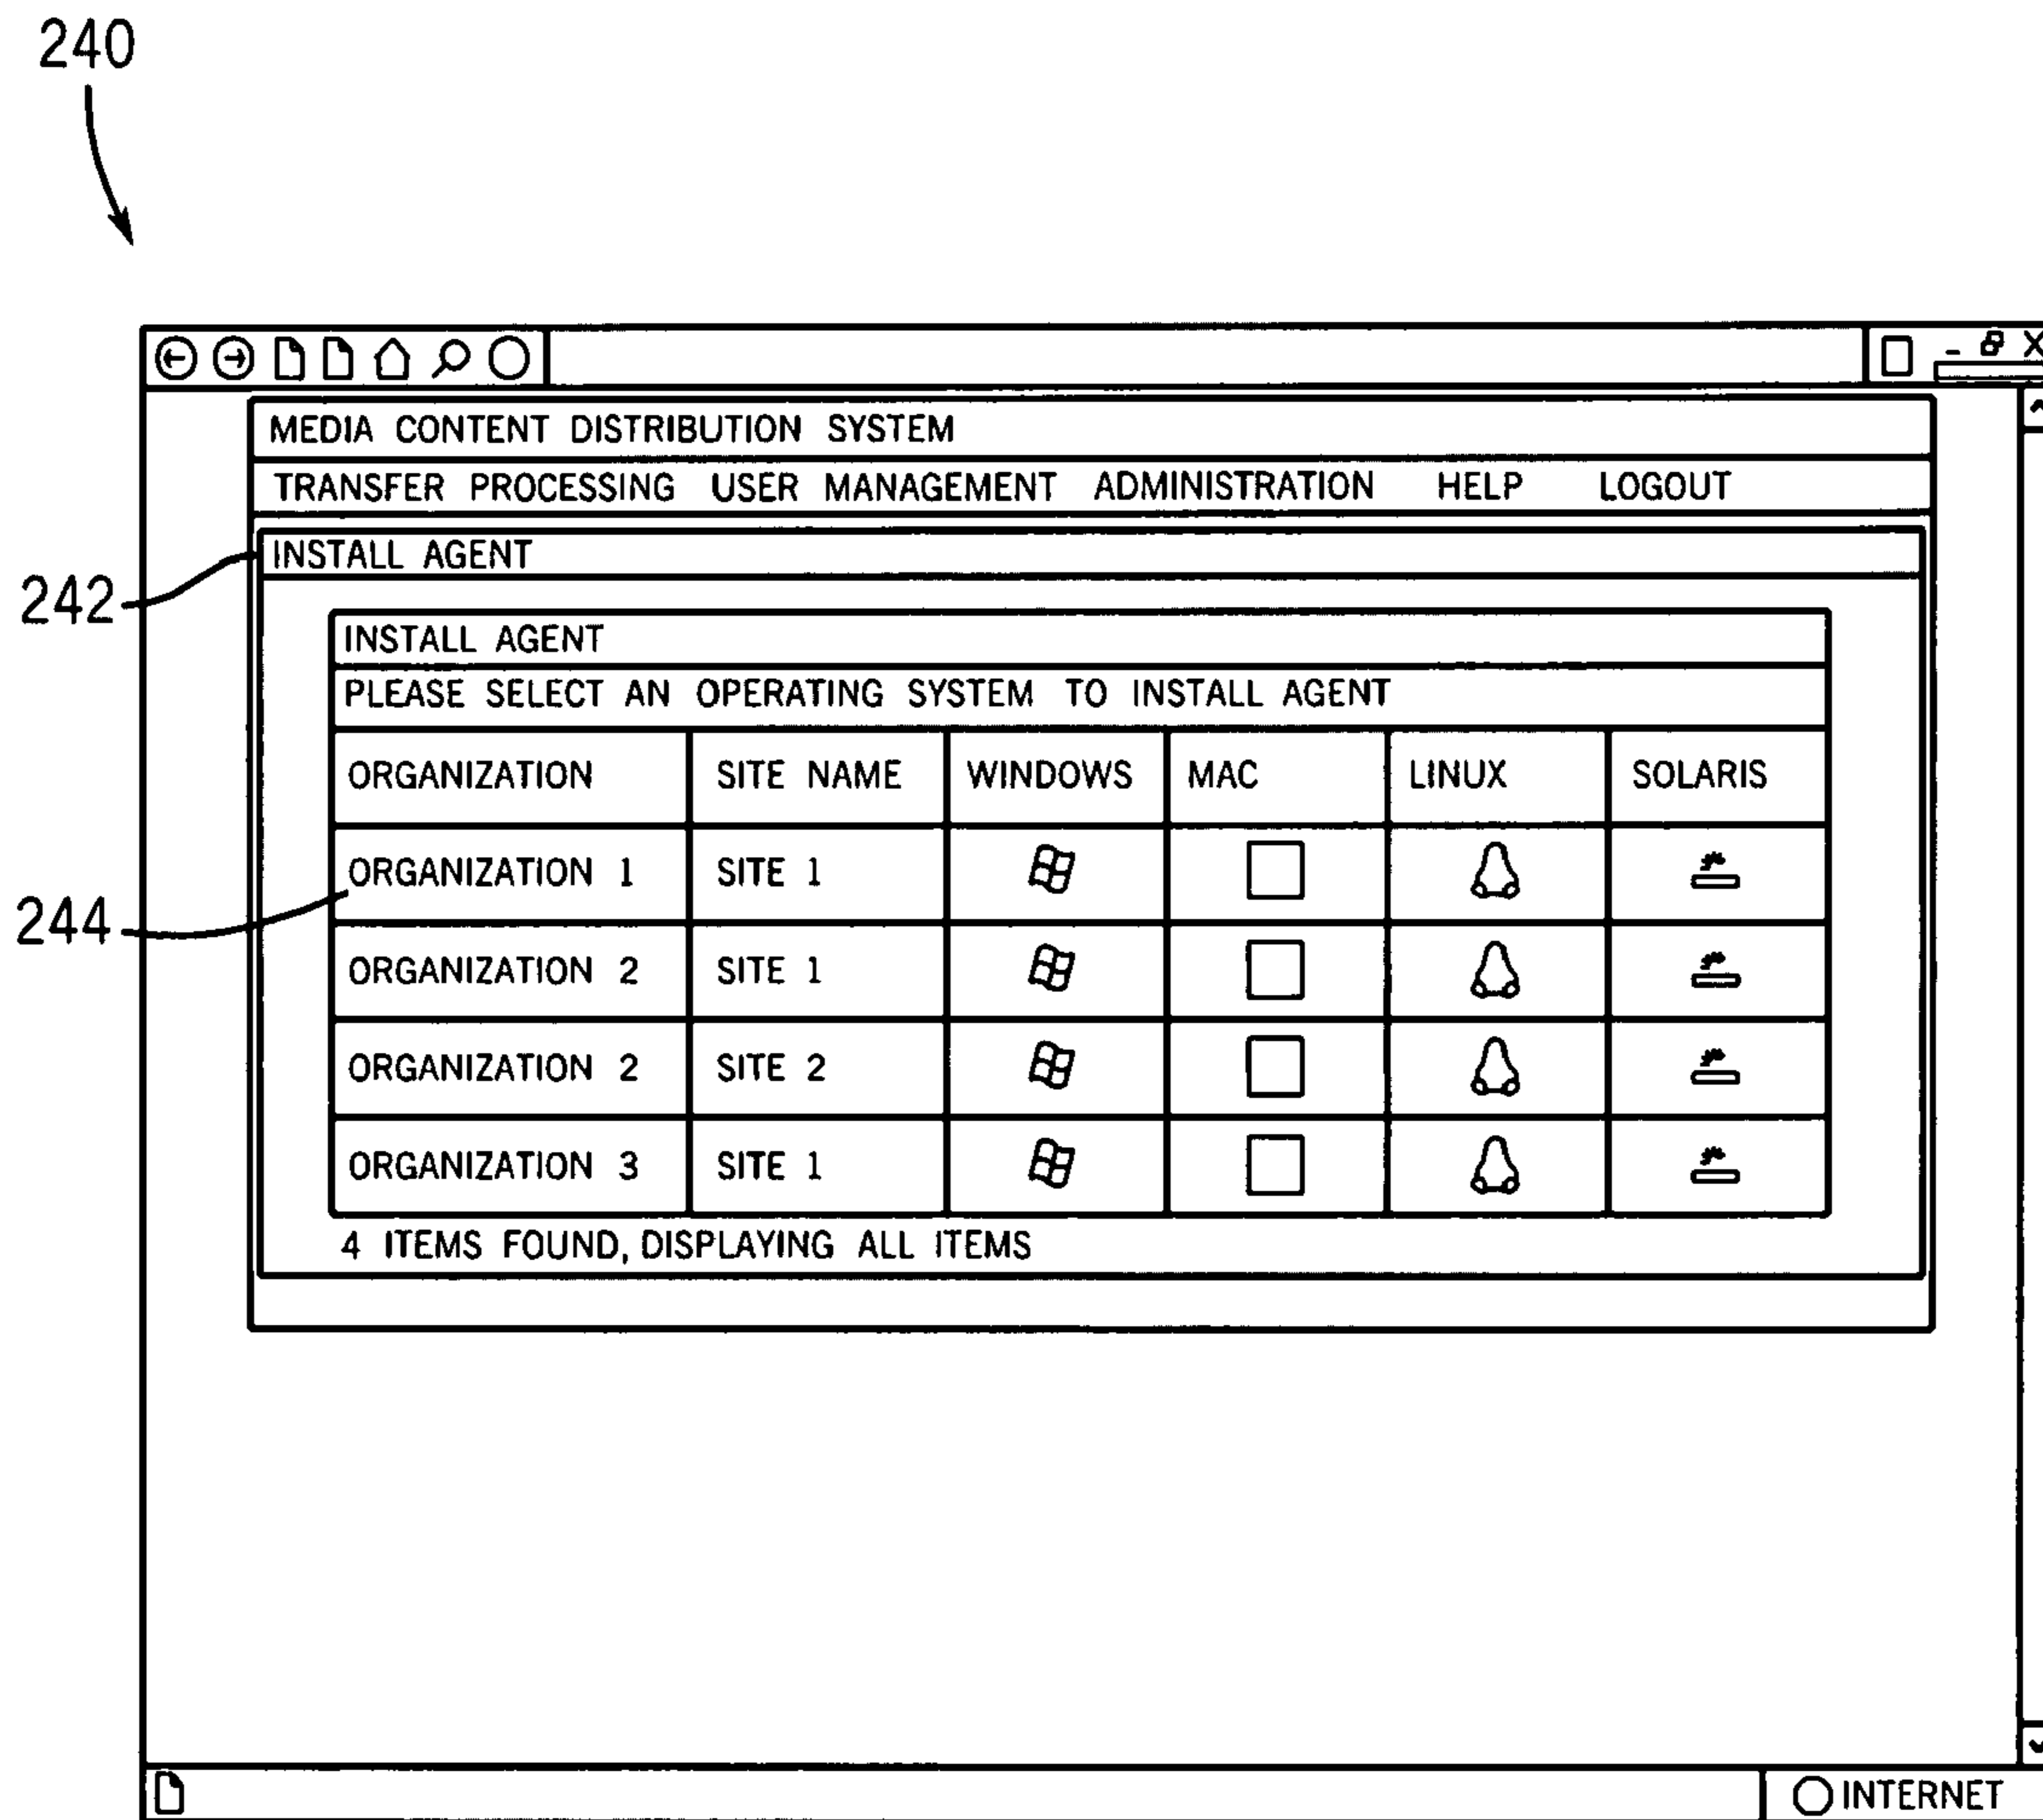 240
MEDIA CONTENT DISTRIBUTION SYSTEM
TRANSFER PROCESSING USER MANAGEMENT ADMINISTRATION HELP LOGOUT
242
INSTALL AGENT
INSTALL AGENT
PLEASE SELECT AN OPERATING SYSTEM TO INSTALL AGENT
ORGANIZATION SITE NAME WINDOWS MAC LINUX SOLARIS
244
ORGANIZATION 1 SITE 1
ORGANIZATION 2 SITE 1
ORGANIZATION 2 SITE 2
ORGANIZATION 3 SITE 1
4 ITEMS FOUND, DISPLAYING ALL ITEMS
INTERNET